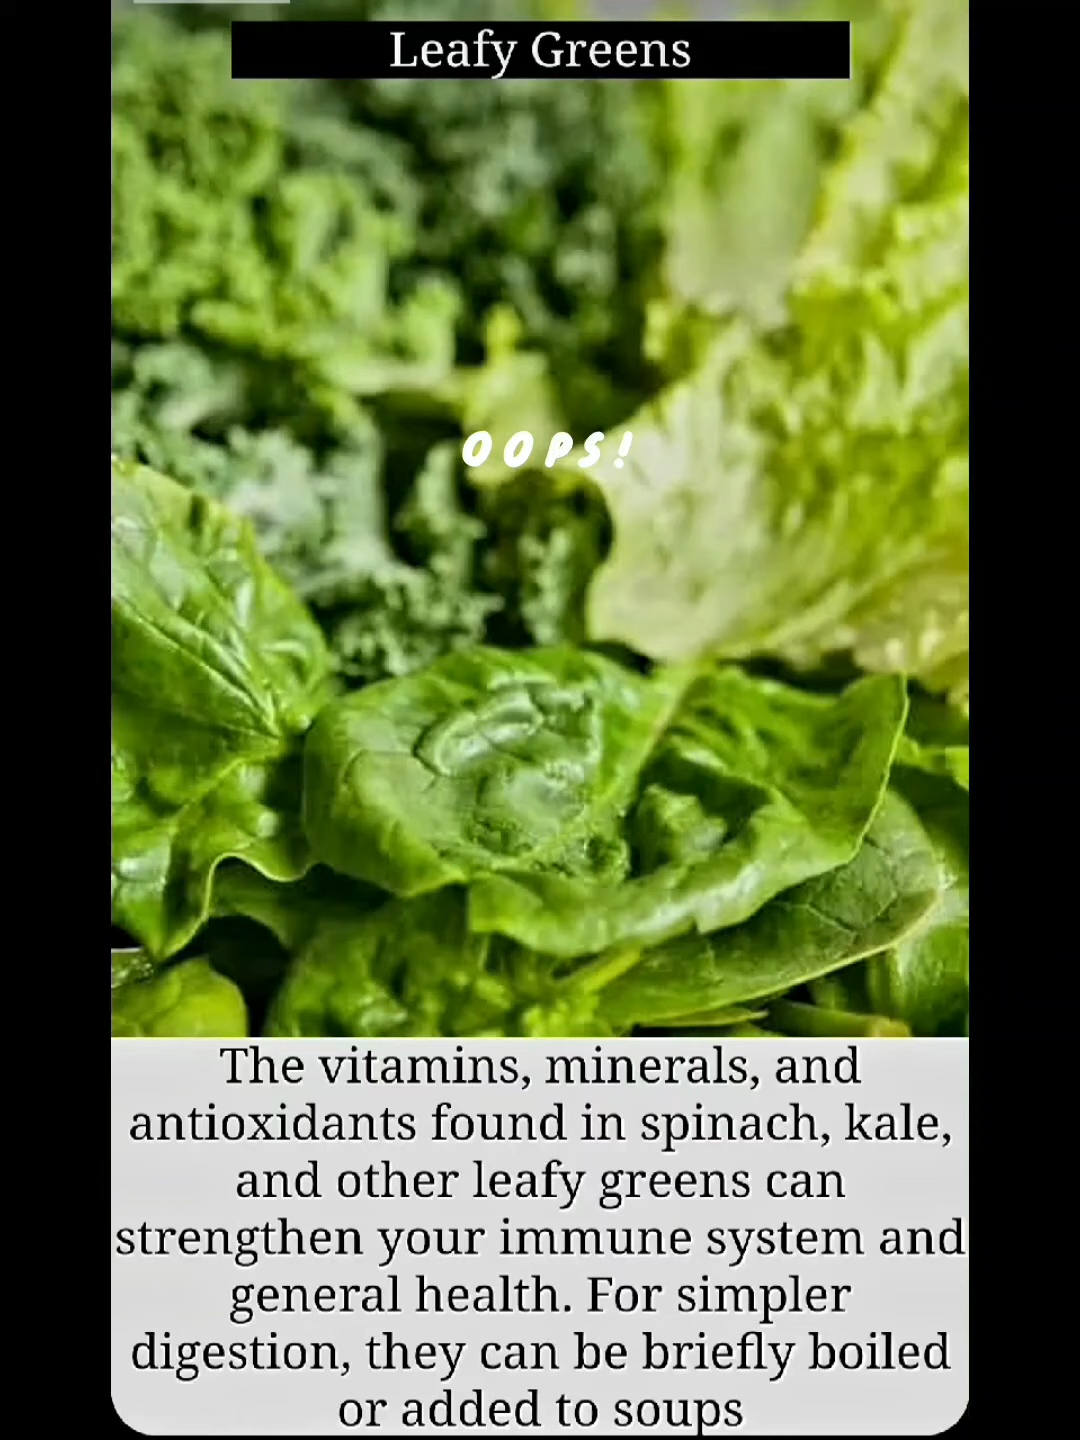 Leafy Greens
OOPS!
The vitamins, minerals, and
antioxidants found in spinach, kale,
and other leafy greens can
strengthen your immune system and
general health. For simpler
digestion, they can be briefly boiled
or added to soups